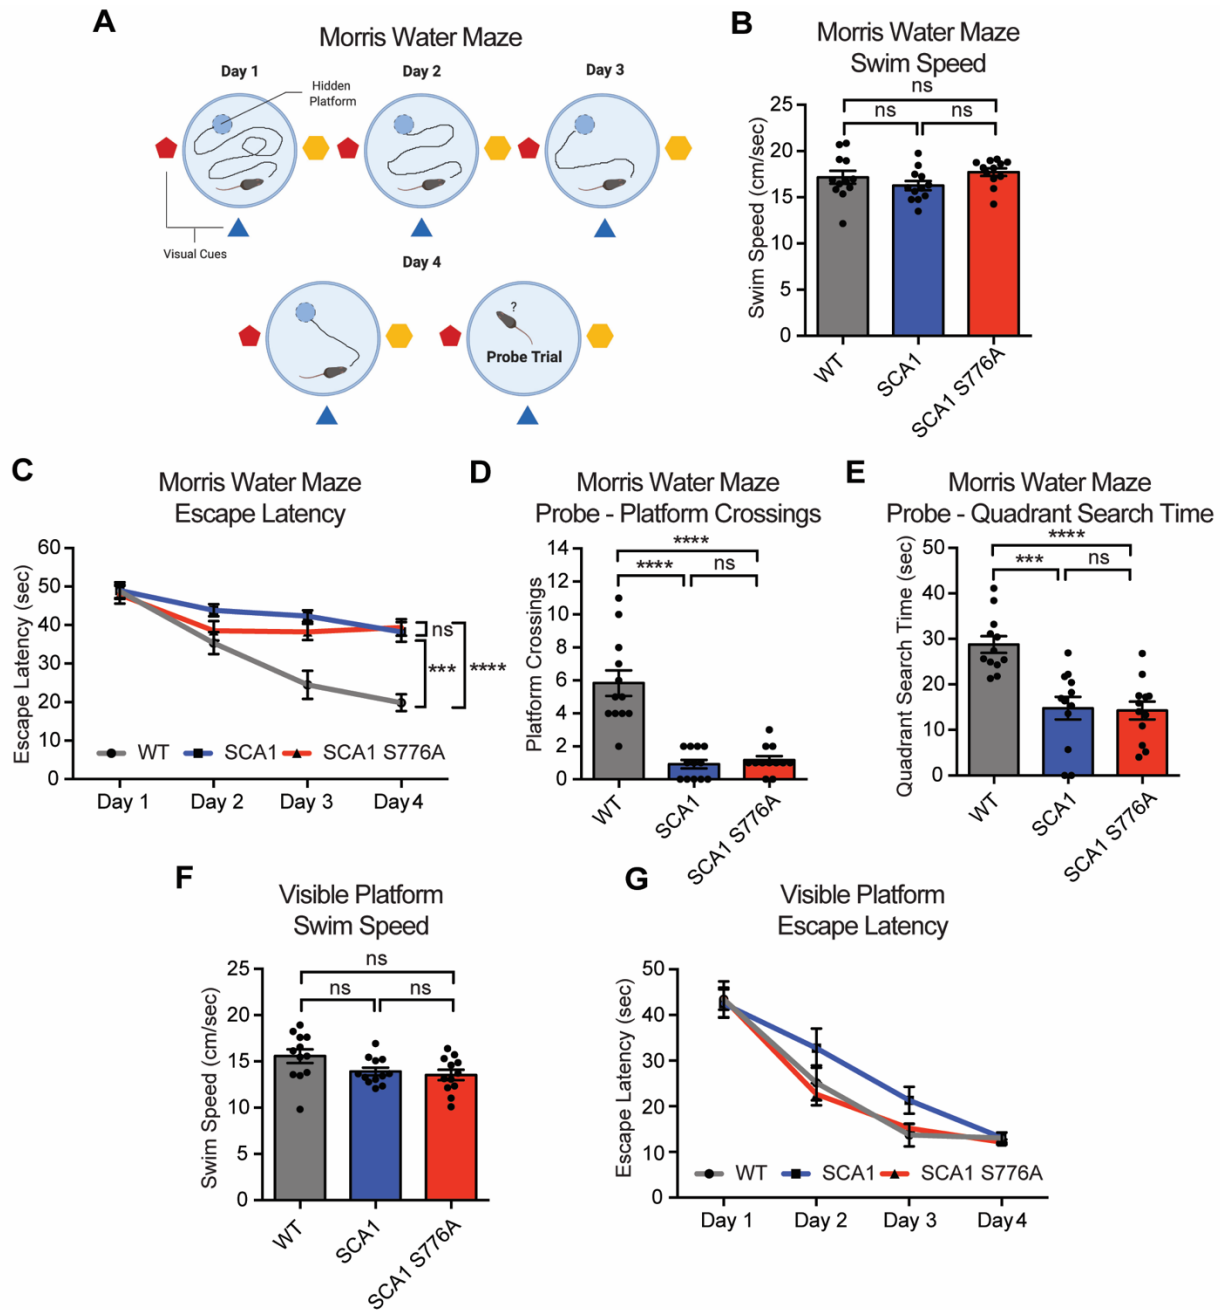 A
Morris Water Maze
Day 1
Day 2
Day 3
Hidden
Platform
Visual Cues
Day 4
?
Probe Trial
B
Morris Water Maze
Swim Speed
ns
ns
ns
25
20
15
10
5
0
Swim Speed (cm/sec)
WT
SCA1
SCA1 S776A
C
Morris Water Maze
Escape Latency
60
50
40
30
20
10
0
Escape Latency (sec)
ns
***
****
WT
SCA1
SCA1 S776A
Day 1
Day 2
Day 3
Day 4
D
Morris Water Maze
Probe - Platform Crossings
****
****
ns
14
12
10
8
6
4
2
0
Platform Crossings
WT
SCA1
SCA1 S776A
E
Morris Water Maze
Probe - Quadrant Search Time
****
***
ns
50
40
30
20
10
0
Quadrant Search Time (sec)
WT
SCA1
SCA1 S776A
F
Visible Platform
Swim Speed
ns
ns
ns
25
20
15
10
5
0
Swim Speed (cm/sec)
WT
SCA1
SCA1 S776A
G
Visible Platform
Escape Latency
50
40
30
20
10
0
Escape Latency (sec)
WT
SCA1
SCA1 S776A
Day 1
Day 2
Day 3
Day 4